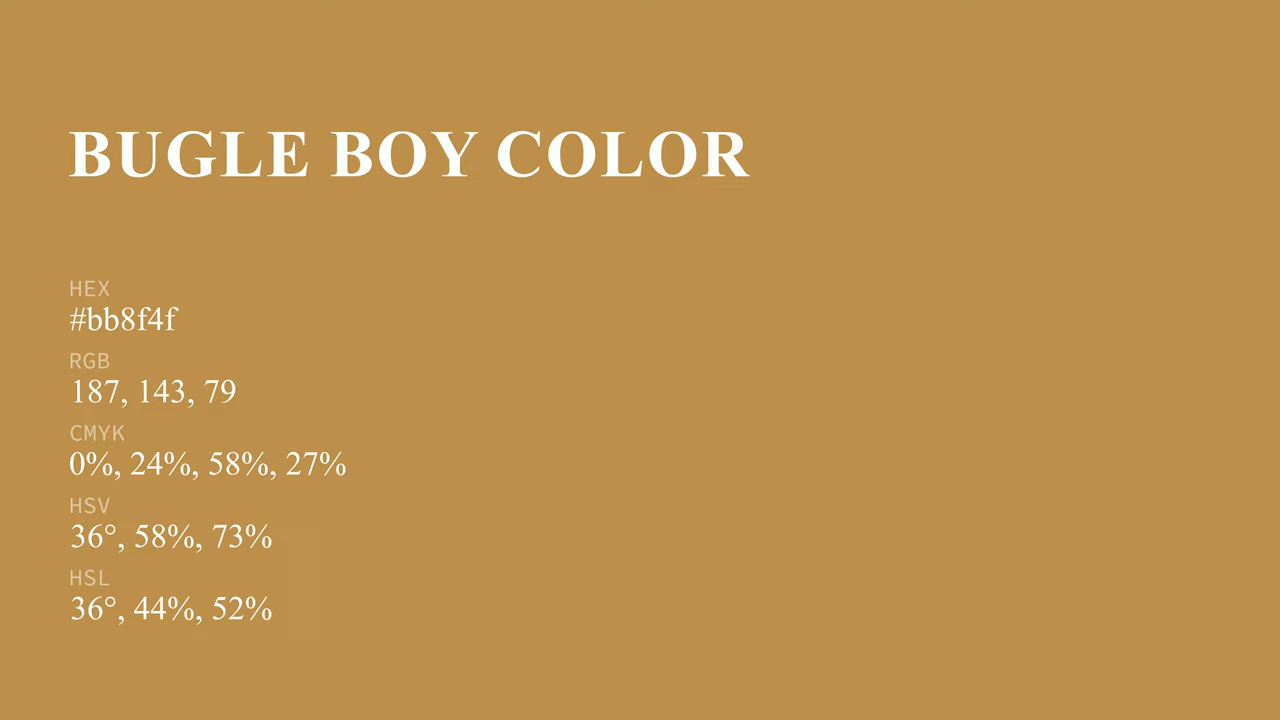 BUGLE BOY COLOR
HEX
#bb8f4f
RGB
187, 143, 79
CMYK
0%, 24%, 58%, 27%
HSV
36°, 58%, 73%
HSL
36°, 44%, 52%